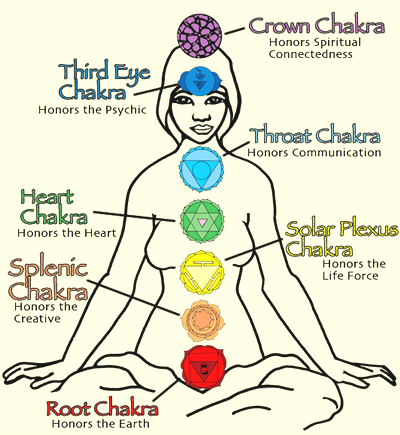 Crown Chakra
Honors Spiritual
Connectedness
Third Eye
Chakra
Honors the Psychic
Throat Chakra
Honors Communication
Heart
Chakra
Honors the Heart
Solar Plexus
Chakra
Honors the
Life Force
Splenic
Chakra
Honors the
Creative
Root Chakra
Honors the Earth